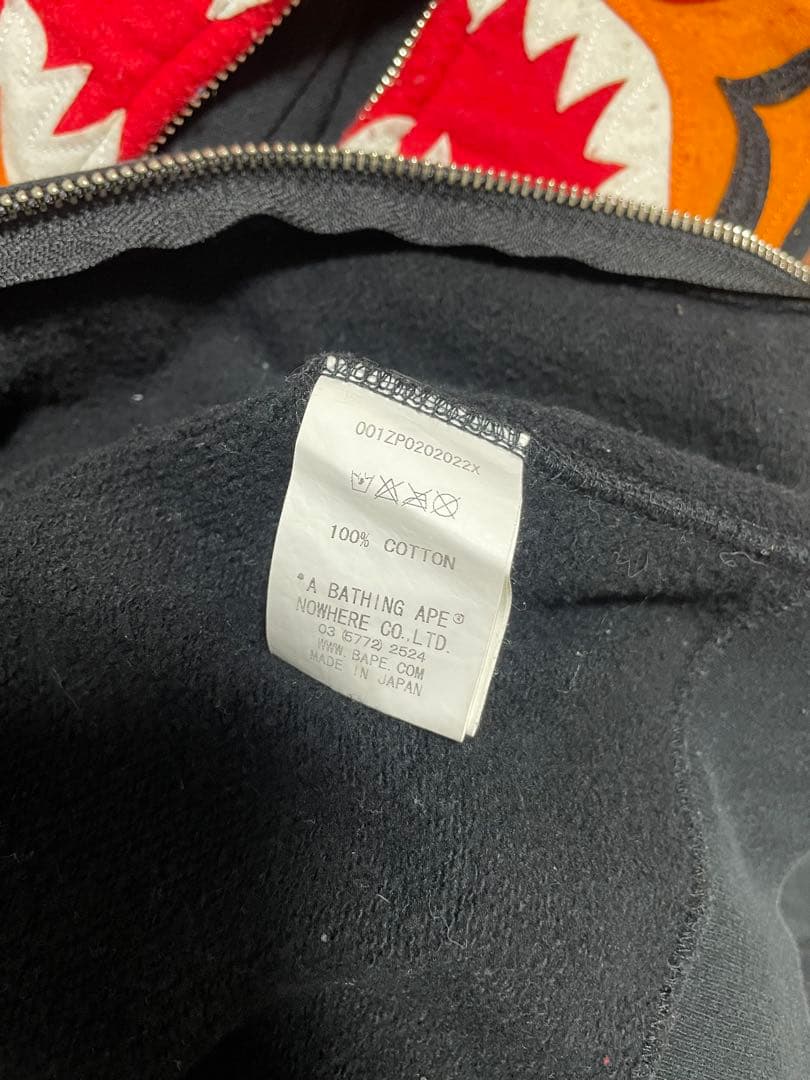 001ZP0202022X
100% COTTON
*A BATHING APE®
NOWHERE CO.,LTD.
03 (5772) 2524
WWW.BAPE.COM
MADE IN JAPAN